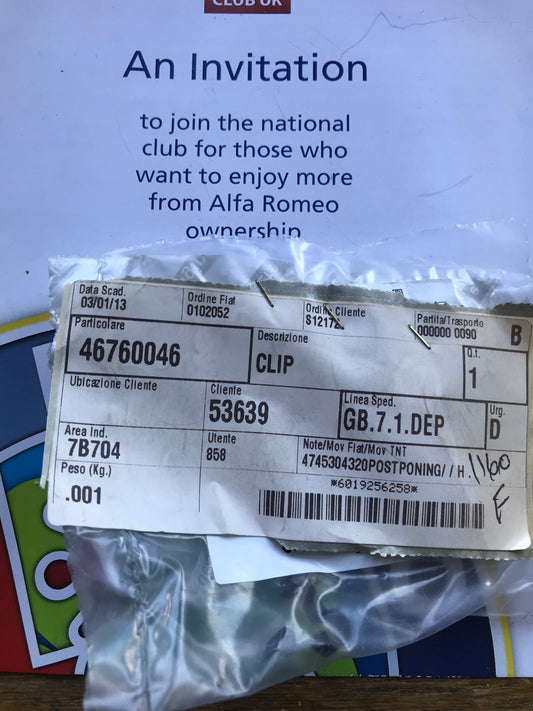 CLUB UK
An Invitation
to join the national
club for those who
want to enjoy more
from Alfa Romeo
ownership
Data Scad. Ordine Fiat Cliente Partita/Trasporto
03/01/13 0102052 000000 0090 B
Particolare Descrizione Q.t.
46760046 CLIP 1
Ubicazione Cliente Cliente Linea Sped. Urg.
53639 GB.7.1.DEP D
Area Ind. Utente Note/Mov Fiat/Mov TNT
7B704 858 4745304320POSTPONING/ / H.
Peso (Kg.) *6019256258*
.001